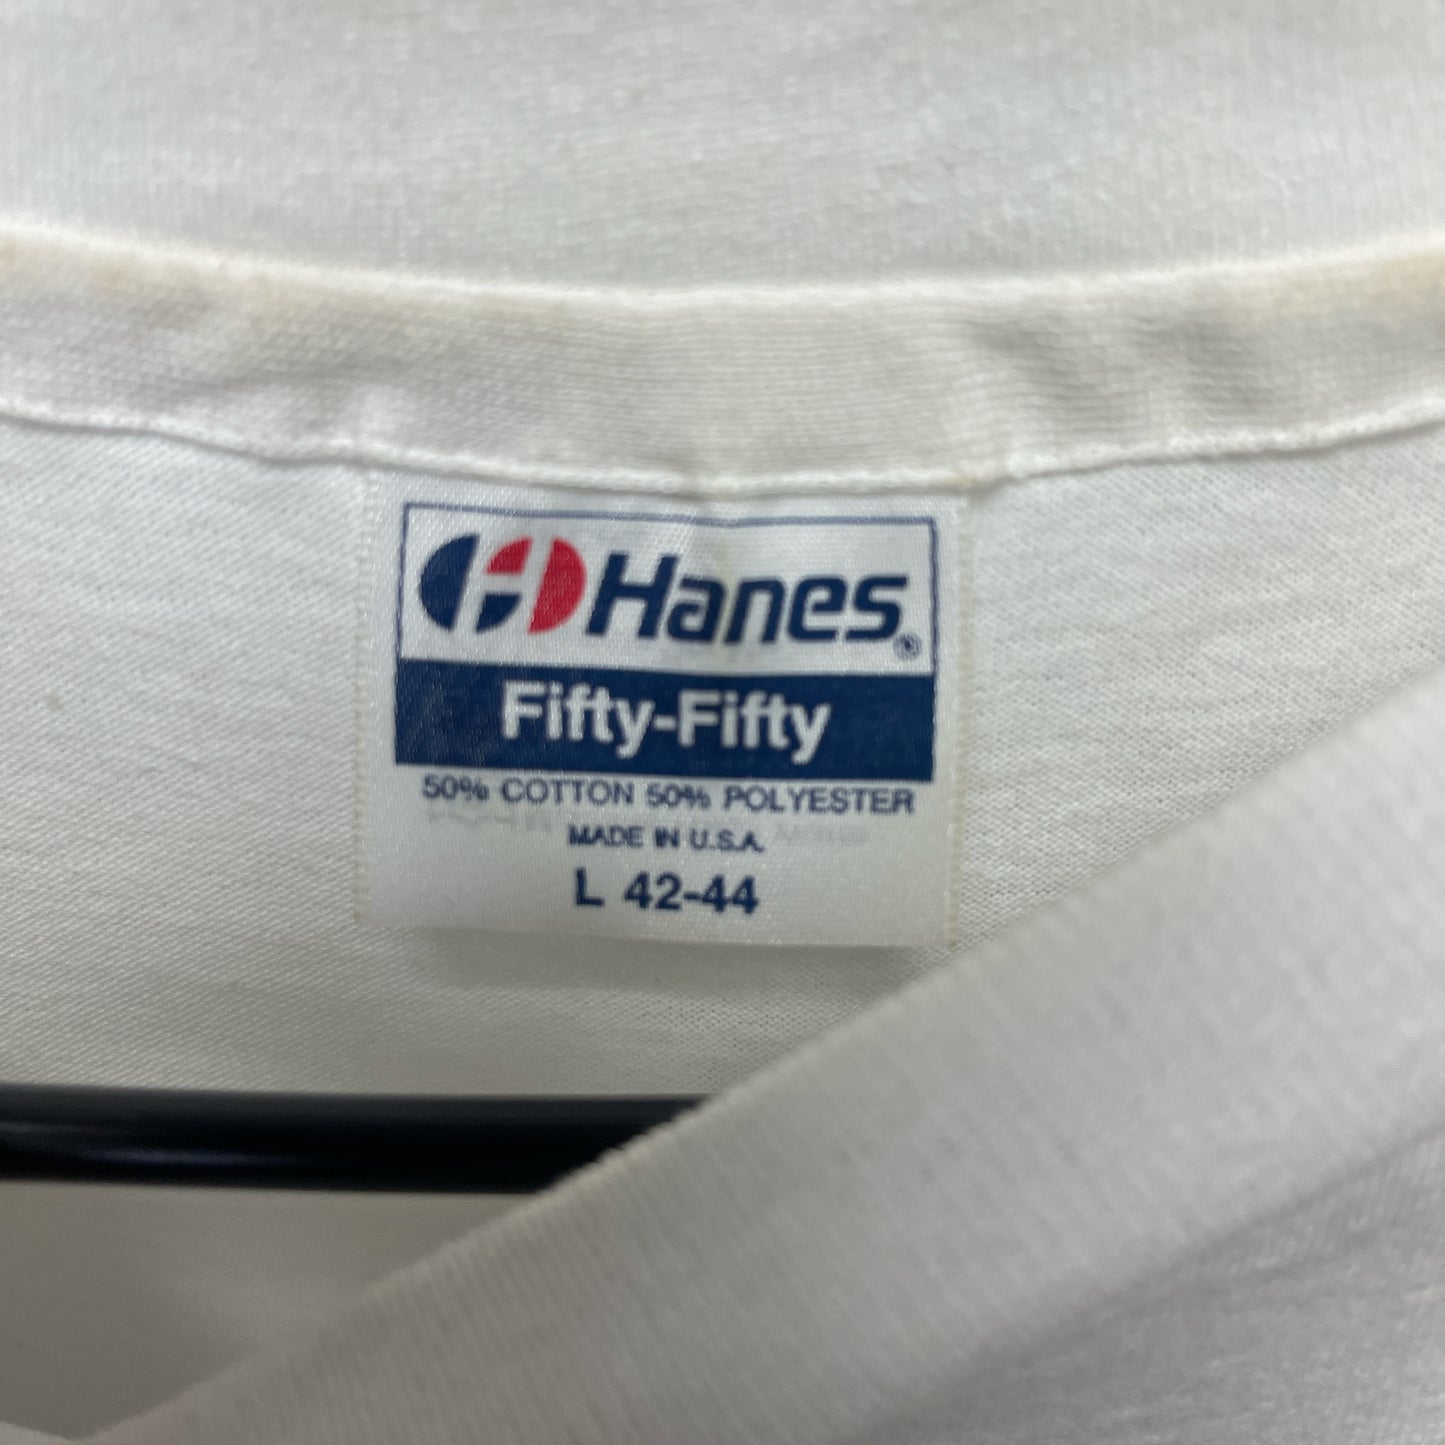 Hanes®
Fifty-Fifty
50% COTTON 50% POLYESTER
MADE IN U.S.A.
L 42-44